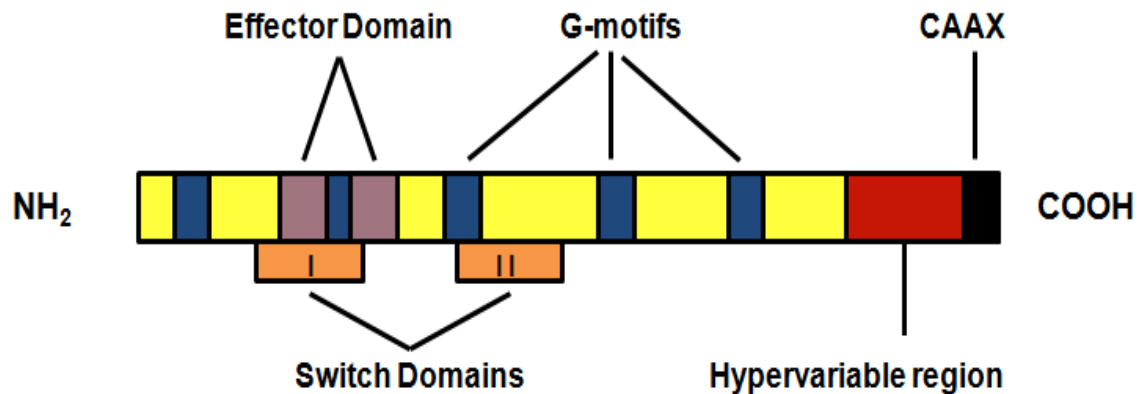 Effector Domain
G-motifs
CAAX
NH₂
COOH
I
II
Switch Domains
Hypervariable region